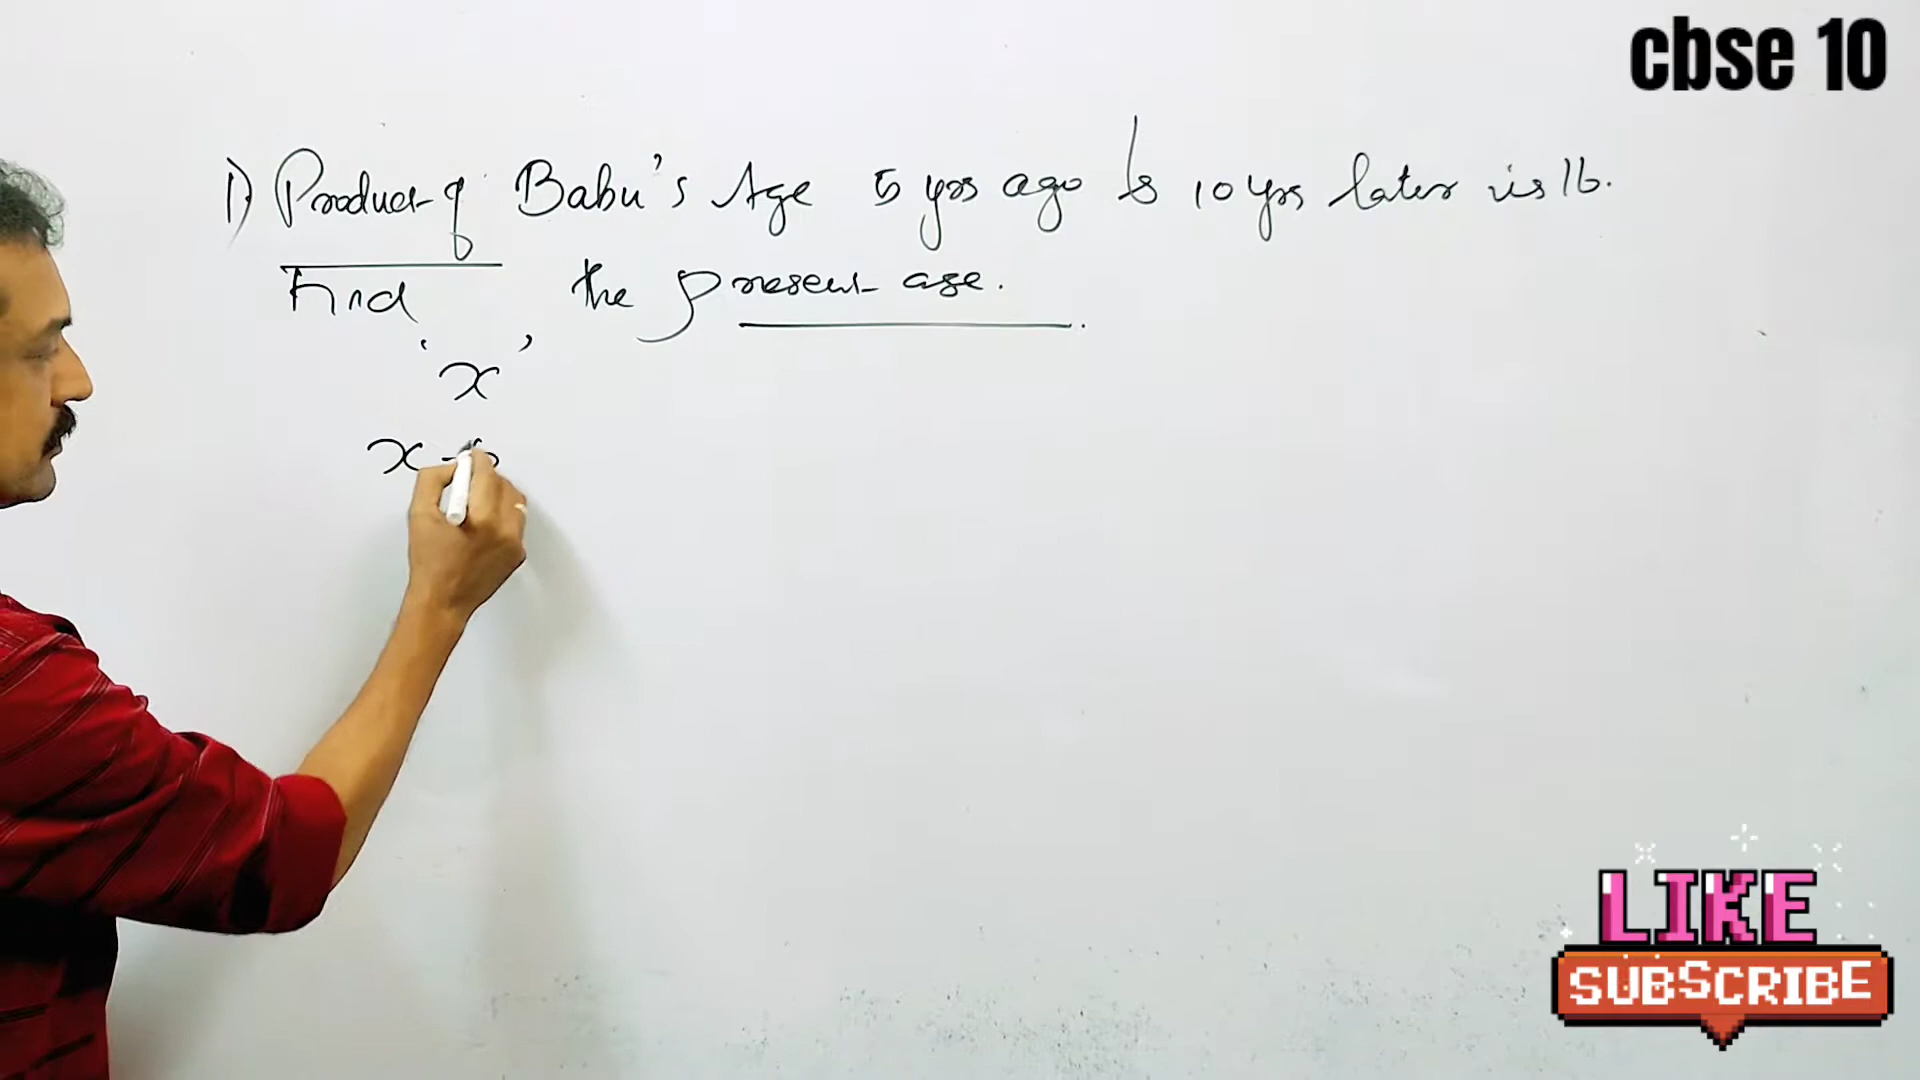 cbse 10
1) Product of Babu's Age 5 yrs ago & 10 yrs later is 16.
Find the present age.
'x'
x - 5
LIKE
SUBSCRIBE